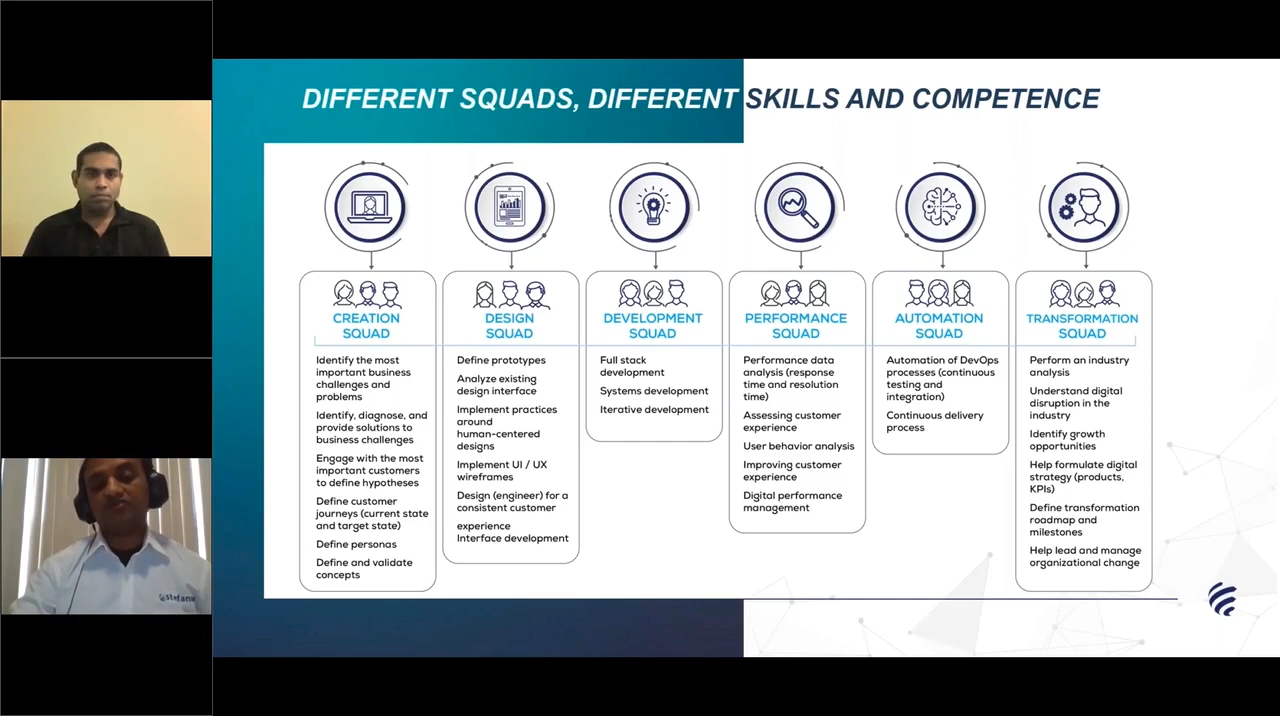 DIFFERENT SQUADS, DIFFERENT SKILLS AND COMPETENCE
CREATION
SQUAD
Identify the most
important business
challenges and
problems
Identify, diagnose, and
provide solutions to
business challenges
Engage with the most
important customers
to define hypotheses
Define customer
journeys (current state
and target state)
Define personas
Define and validate
concepts
DESIGN
SQUAD
Define prototypes
Analyze existing
design interface
Implement practices
around
human-centered
designs
Implement UI / UX
wireframes
Design (engineer) for a
consistent customer
experience
Interface development
DEVELOPMENT
SQUAD
Full stack
development
Systems development
Iterative development
PERFORMANCE
SQUAD
Performance data
analysis (response
time and resolution
time)
Assessing customer
experience
User behavior analysis
Improving customer
experience
Digital performance
management
AUTOMATION
SQUAD
Automation of DevOps
processes (continuous
testing and
integration)
Continuous delivery
process
TRANSFORMATION
SQUAD
Perform an industry
analysis
Understand digital
disruption in the
industry
Identify growth
opportunities
Help formulate digital
strategy (products,
KPIs)
Define transformation
roadmap and
milestones
Help lead and manage
organizational change